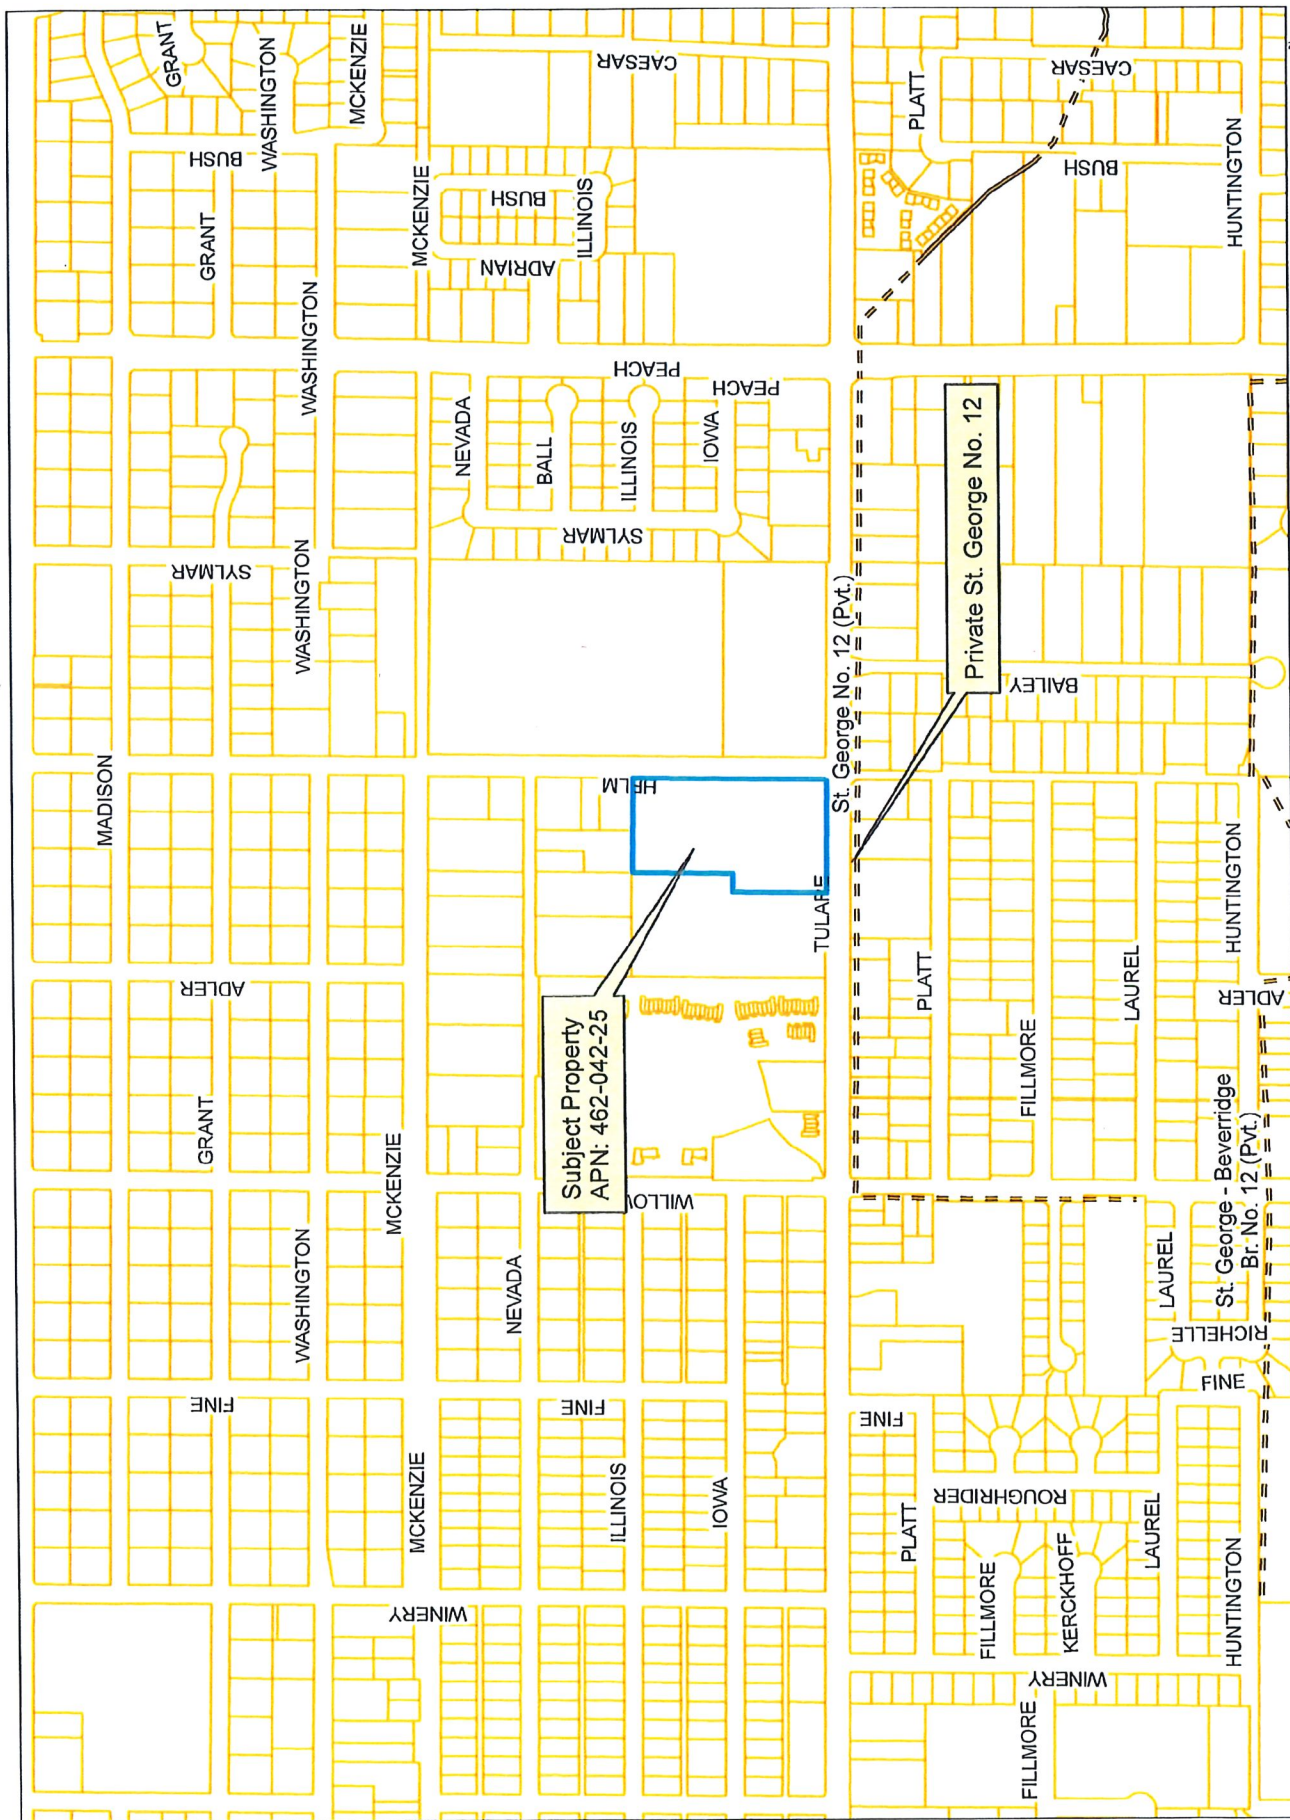 MADISON
GRANT
GRANT
GRANT
FINE
ADLER
SYLMAR
BUSH
WASHINGTON
WASHINGTON
WASHINGTON
WASHINGTON
MCKENZIE
MCKENZIE
MCKENZIE
MCKENZIE
WINERY
NEVADA
NEVADA
BALL
ADRIAN
BUSH
Subject Property
APN: 462-042-25
FINE
ILLINOIS
ILLINOIS
ILLINOIS
SYLMAR
PEACH
CAESAR
HELM
IOWA
IOWA
PEACH
TULARE
St. George No. 12 (Pvt.)
FINE
PLATT
PLATT
PLATT
Private St. George No. 12
FILLMORE
FILLMORE
FILLMORE
ROUGHRIDER
BAILEY
KERCKHOFF
WINERY
BUSH
CAESAR
LAUREL
LAUREL
LAUREL
RICHELLE
FINE
St. George - Beverridge
Br. No. 12 (Pvt.)
HUNTINGTON
HUNTINGTON
HUNTINGTON
ADLER